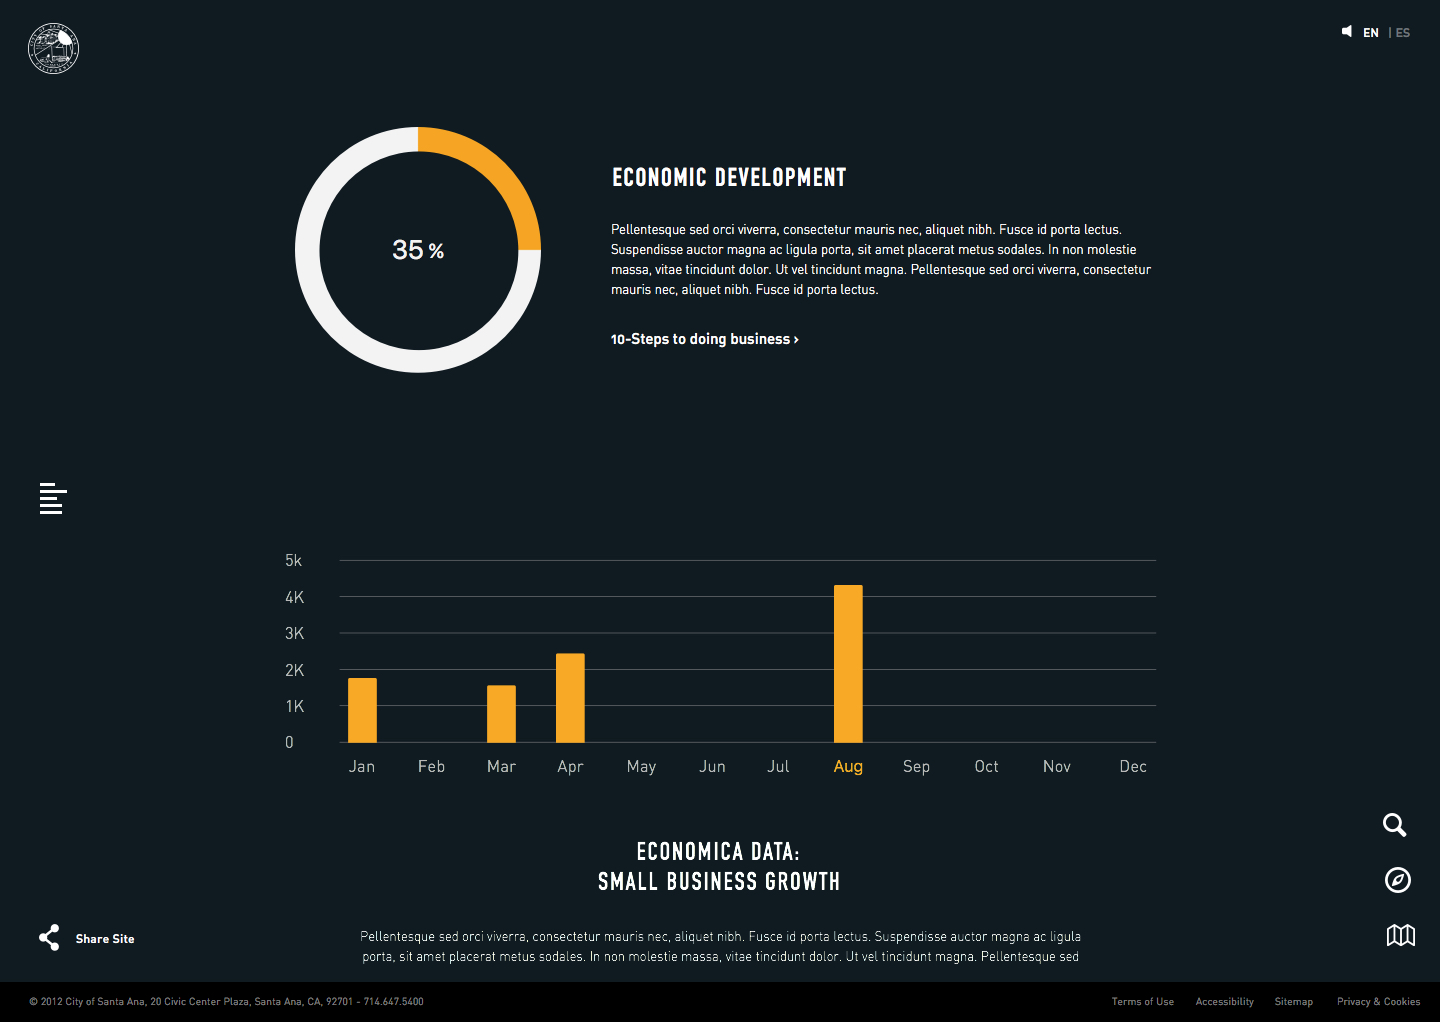 EN | ES
35 %
ECONOMIC DEVELOPMENT
Pellentesque sed orci viverra, consectetur mauris nec, aliquet nibh. Fusce id porta lectus.
Suspendisse auctor magna ac ligula porta, sit amet placerat metus sodales. In non molestie
massa, vitae tincidunt dolor. Ut vel tincidunt magna. Pellentesque sed orci viverra, consectetur
mauris nec, aliquet nibh. Fusce id porta lectus.
10-Steps to doing business ›
5k
4K
3K
2K
1K
0
Jan Feb Mar Apr May Jun Jul Aug Sep Oct Nov Dec
ECONOMICA DATA:
SMALL BUSINESS GROWTH
Share Site
Pellentesque sed orci viverra, consectetur mauris nec, aliquet nibh. Fusce id porta lectus. Suspendisse auctor magna ac ligula
porta, sit amet placerat metus sodales. In non molestie massa, vitae tincidunt dolor. Ut vel tincidunt magna. Pellentesque sed
© 2012 City of Santa Ana, 20 Civic Center Plaza, Santa Ana, CA, 92701 - 714.647.5400
Terms of Use Accessibility Sitemap Privacy & Cookies